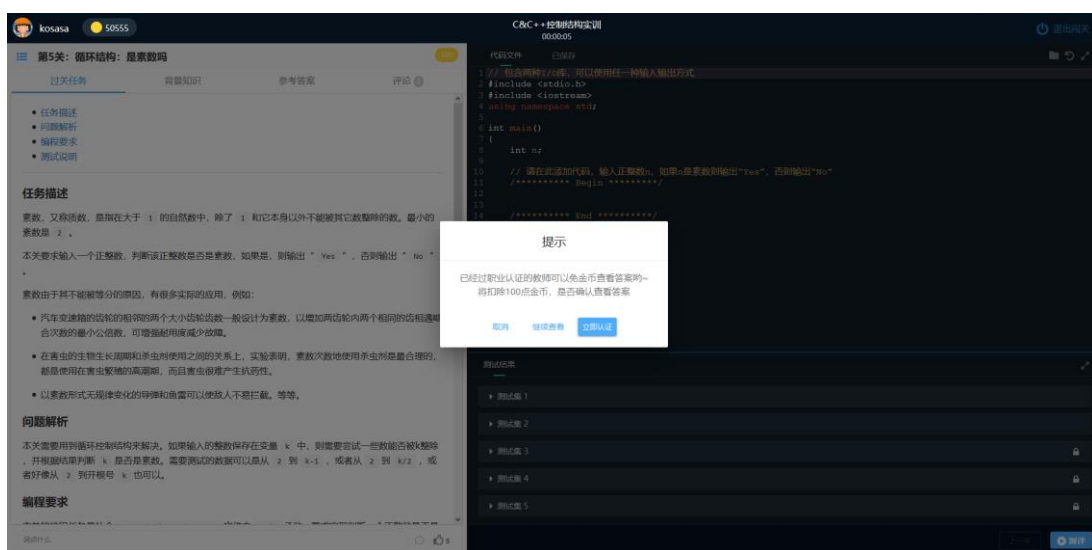 kosasa
50555
C&C++控制结构实训
00:00:05
退出闯关
第5关：循环结构：是素数吗
过关任务
背景知识
参考答案
评论
任务描述
问题解析
编程要求
测试说明
任务描述
素数，又称质数，是指在大于 1 的自然数中，除了 1 和它本身以外不能被其它数整除的数。最小的
素数是 2 。
本关要求输入一个正整数，判断该正整数是否是素数，如果是，则输出 " Yes " ，否则输出 " No "
。
素数由于其不能被等分的原因，有很多实际的应用，例如：
汽车变速箱的齿轮的相邻的两个大小齿轮齿数一般设计为素数，以增加两齿轮内两个相同的齿相遇啮
合次数的最小公倍数，可增强耐用度减少故障。
在害虫的生物生长周期和杀虫剂使用之间的关系上，实验表明，素数次数地使用杀虫剂是最合理的，
都是使用在害虫繁殖的高潮期，而且害虫很难产生抗药性。
以素数形式无规律变化的导弹和鱼雷可以使敌人不易拦截。等等。
问题解析
本关需要用到循环控制结构来解决。如果输入的整数保存在变量 k 中，则需要尝试一些数能否被k整除
，并根据结果判断 k 是否是素数。需要测试的数据可以是从 2 到 k-1 ，或者从 2 到 k/2 ，或
者好像从 2 到开根号 k 也可以。
编程要求
说点什么
5
代码文件
已保存
1 // 包含两种I/O库，可以使用任一种输入输出方式
2 #include <stdio.h>
3 #include <iostream>
4 using namespace std;
5
6 int main()
7 {
8 int n;
9
10 // 请在此添加代码，输入正整数n，如果n是素数则输出“Yes”，否则输出“No”
11 /********** Begin *********/
12
13
14 /********** End **********/
提示
已经过职业认证的教师可以免金币查看答案哟~
将扣除100点金币，是否确认查看答案
取消
继续查看
立即认证
测试结果
测试集 1
测试集 2
测试集 3
测试集 4
测试集 5
上一关
测评